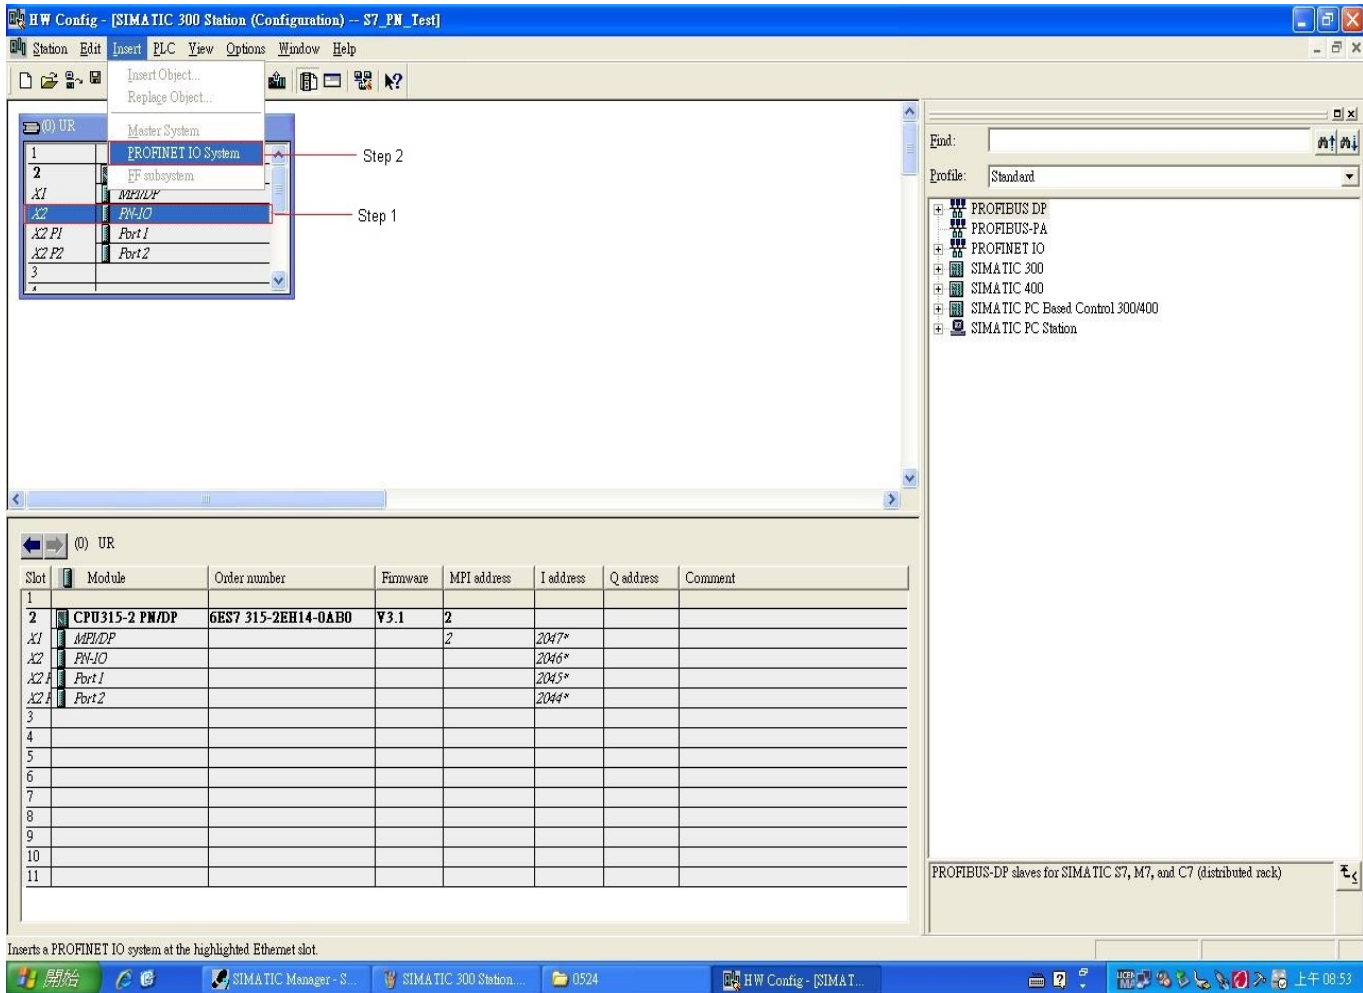 HW Config - [SIMATIC 300 Station (Configuration) -- S7_PN_Test]
Station Edit Insert PLC View Options Window Help
Insert Object...
Replace Object...
Master System
PROFINET IO System
FF subsystem
Step 2
Step 1
(0) UR
1
2
X1 MPI/DP
X2 PN-IO
X2 P1 Port 1
X2 P2 Port 2
3
Find:
Profile: Standard
PROFIBUS DP
PROFIBUS-PA
PROFINET IO
SIMATIC 300
SIMATIC 400
SIMATIC PC Based Control 300/400
SIMATIC PC Station
(0) UR
Slot Module Order number Firmware MPI address I address Q address Comment
1
2 CPU315-2 PN/DP 6ES7 315-2EH14-0AB0 V3.1 2
X1 MPI/DP 2 2047*
X2 PN-IO 2046*
X2 P Port 1 2045*
X2 P Port 2 2044*
3
4
5
6
7
8
9
10
11
PROFIBUS-DP slaves for SIMATIC S7, M7, and C7 (distributed rack)
Inserts a PROFINET IO system at the highlighted Ethernet slot.
開始 SIMATIC Manager - S... SIMATIC 300 Station.... 0524 HW Config - [SIMAT... 上午 08:53